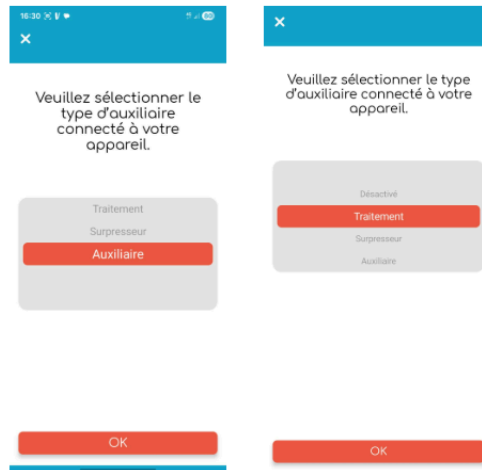 16:30
Veuillez sélectionner le
type d'auxiliaire
connecté à votre
appareil.
Traitement
Surpresseur
Auxiliaire
OK
Veuillez sélectionner le type
d'auxiliaire connecté à votre
appareil.
Désactivé
Traitement
Surpresseur
Auxiliaire
OK